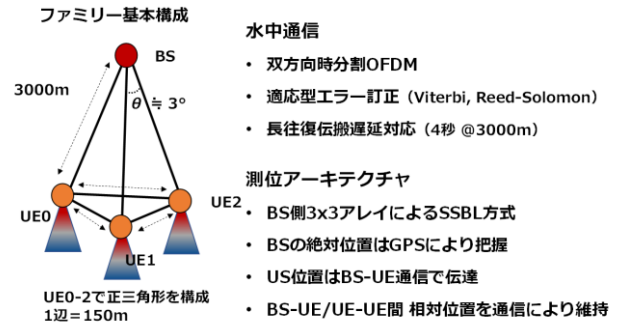 ファミリー基本構成
BS
3000m
θ ≒ 3°
UE0
UE2
UE1
UE0-2で正三角形を構成
1辺＝150m
水中通信
• 双方向時分割OFDM
• 適応型エラー訂正（Viterbi, Reed-Solomon）
• 長往復伝搬遅延対応（4秒 @3000m）
測位アーキテクチャ
• BS側3x3アレイによるSSBL方式
• BSの絶対位置はGPSにより把握
• US位置はBS-UE通信で伝達
• BS-UE/UE-UE間 相対位置を通信により維持